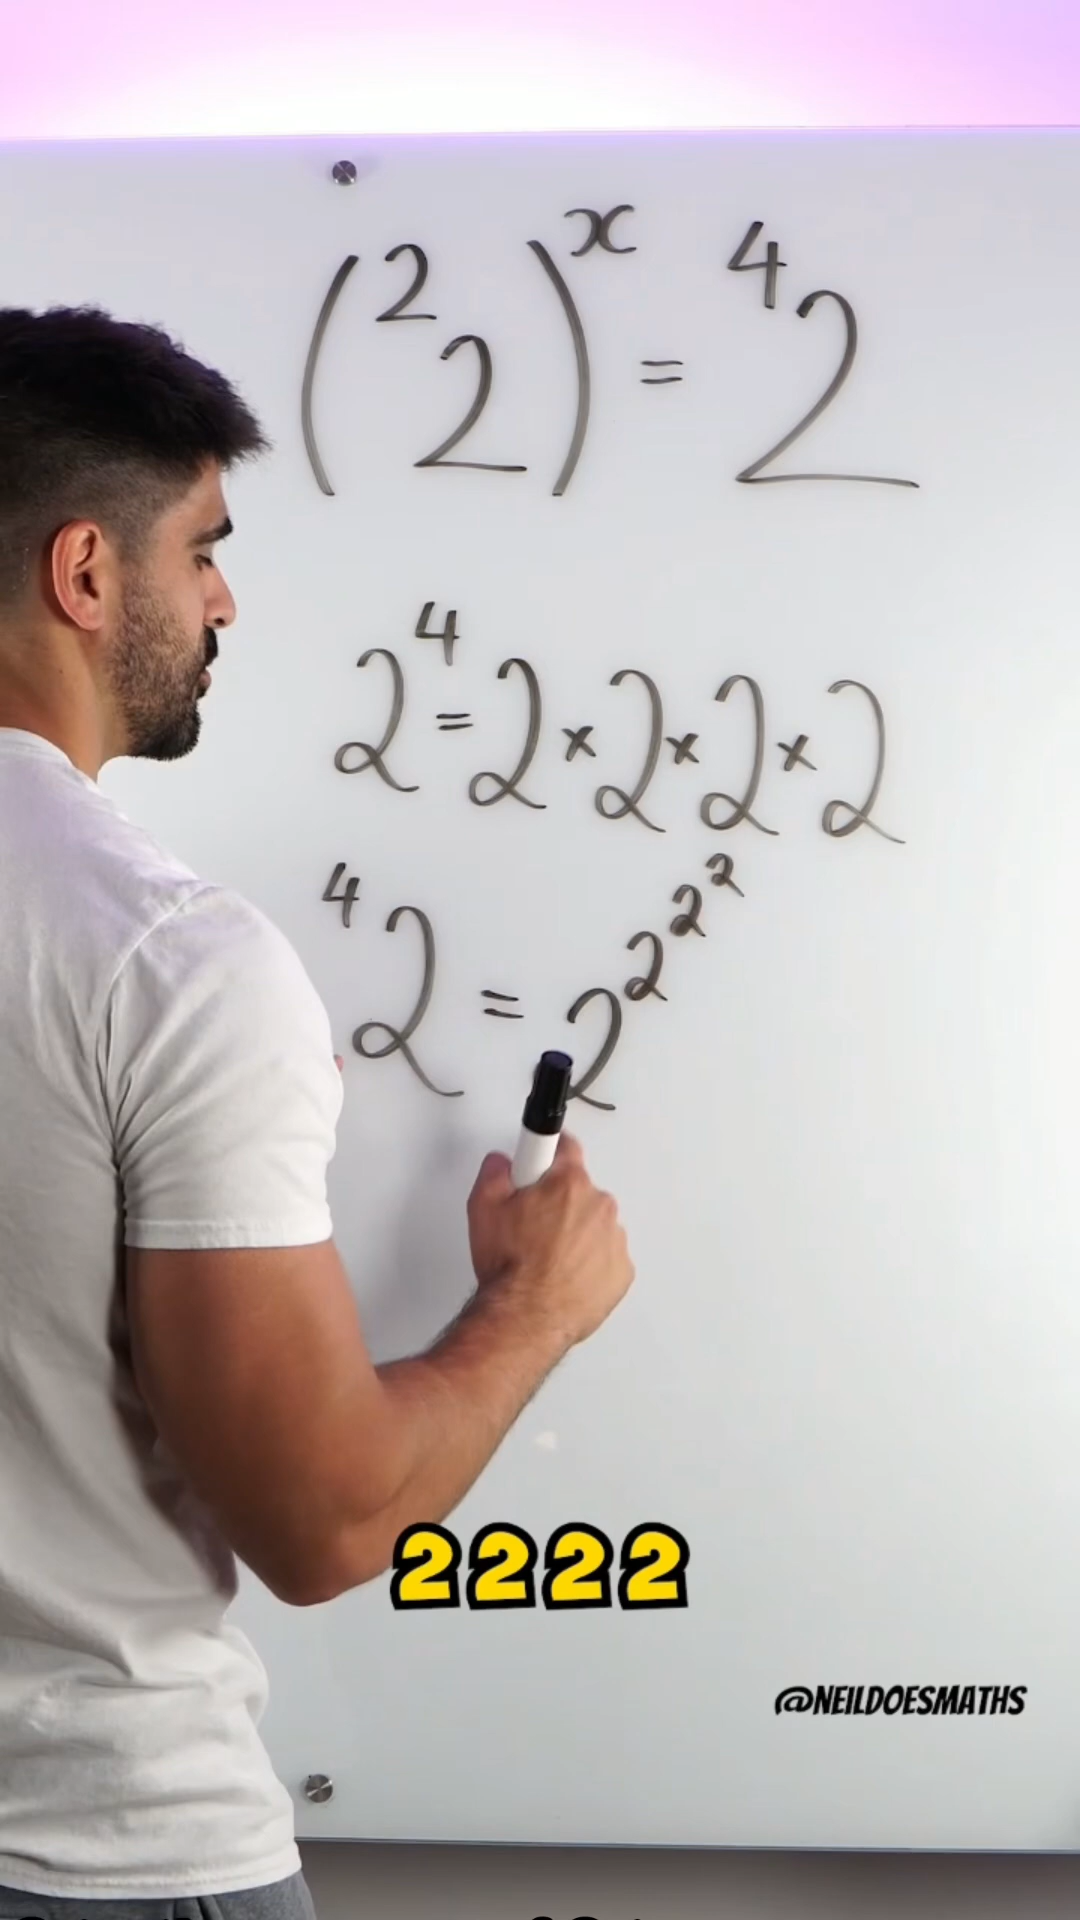 (²2)ˣ = ⁴2
2⁴ = 2 × 2 × 2 × 2
⁴2 = 2^2^2^2
2222
@NEILDOESMATHS